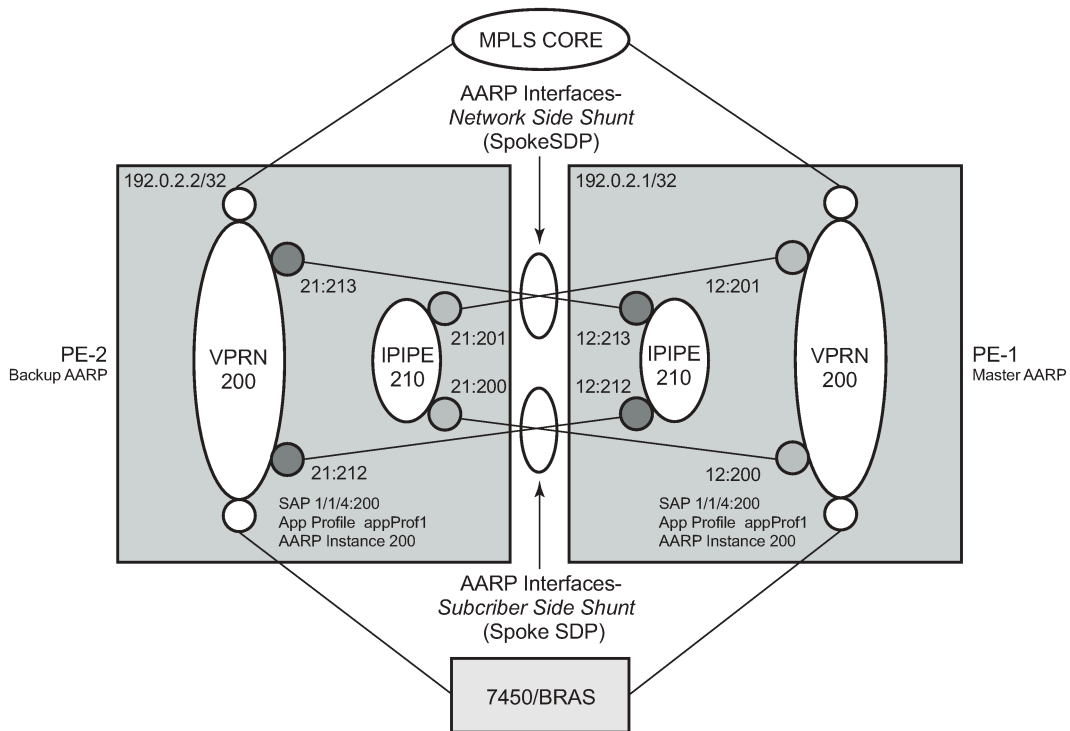 MPLS CORE
AARP Interfaces-
Network Side Shunt
(SpokeSDP)
192.0.2.2/32
192.0.2.1/32
21:213
12:201
21:201
12:213
PE-2
Backup AARP
VPRN
200
IPIPE
210
IPIPE
210
VPRN
200
PE-1
Master AARP
21:200
12:212
21:212
12:200
SAP 1/1/4:200
App Profile appProf1
AARP Instance 200
SAP 1/1/4:200
App Profile appProf1
AARP Instance 200
AARP Interfaces-
Subcriber Side Shunt
(Spoke SDP)
7450/BRAS